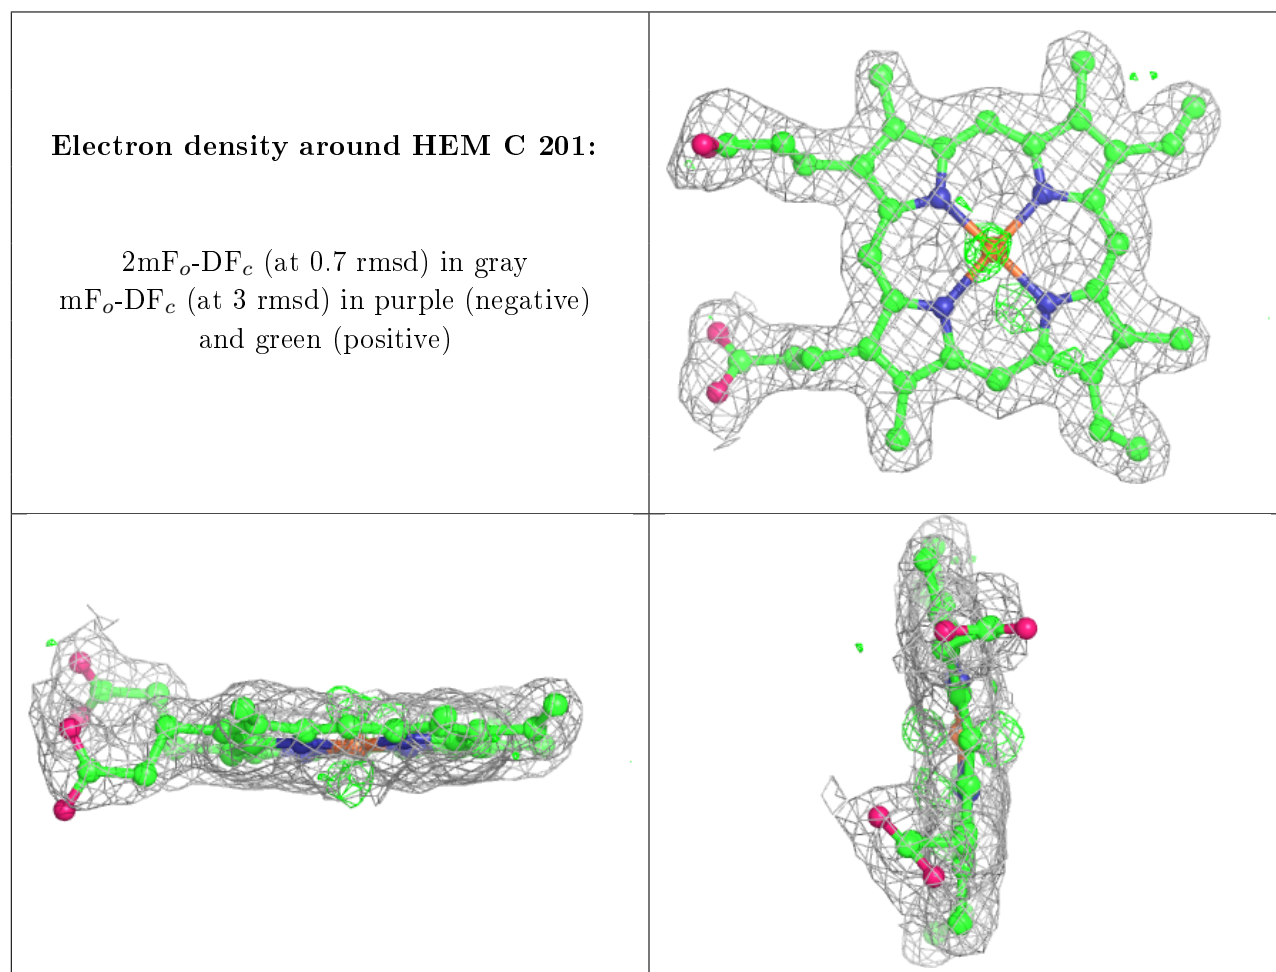 Electron density around HEM C 201:
2mFo-DFc (at 0.7 rmsd) in gray
mFo-DFc (at 3 rmsd) in purple (negative)
and green (positive)